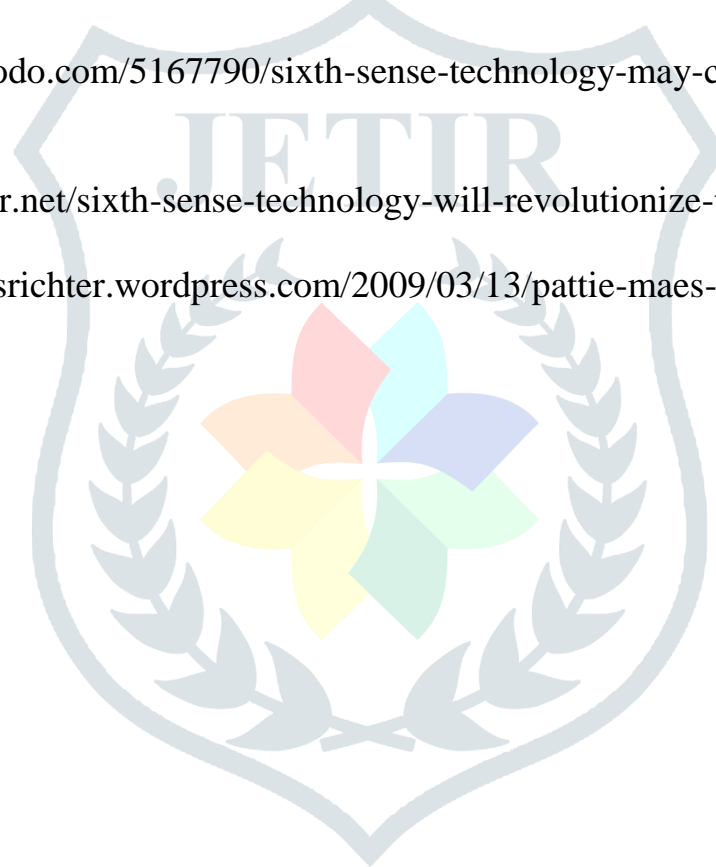 odo.com/5167790/sixth-sense-technology-may-c
JETIR
r.net/sixth-sense-technology-will-revolutionize-
srichter.wordpress.com/2009/03/13/pattie-maes-